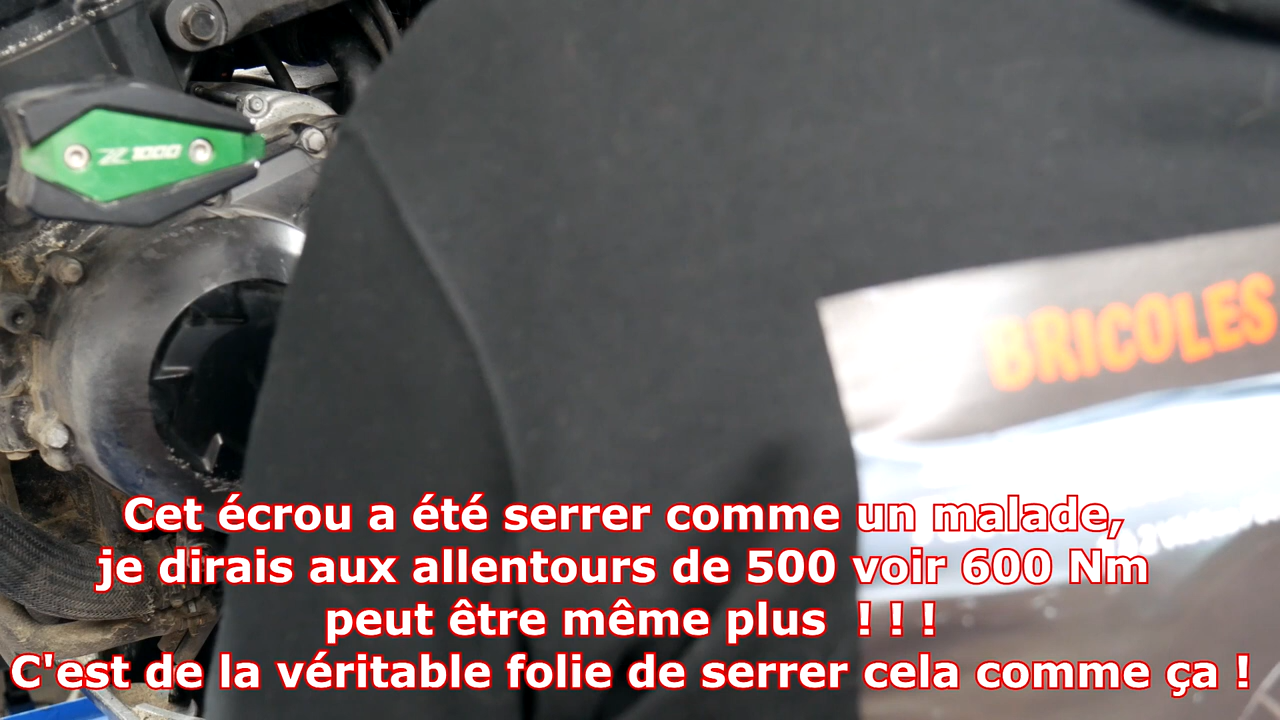 Z1000
BRICOLES
Cet écrou a été serrer comme un malade,
je dirais aux allentours de 500 voir 600 Nm
peut être même plus ! ! !
C'est de la véritable folie de serrer cela comme ça !